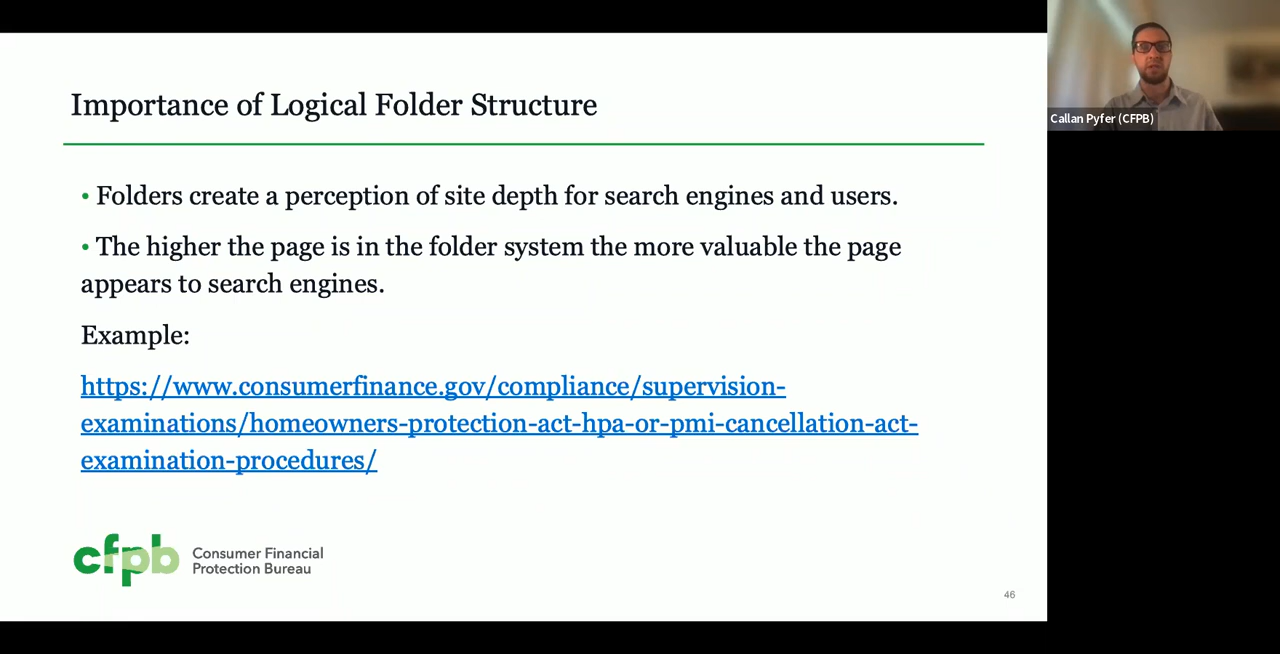 Importance of Logical Folder Structure
• Folders create a perception of site depth for search engines and users.
• The higher the page is in the folder system the more valuable the page
appears to search engines.
Example:
https://www.consumerfinance.gov/compliance/supervision-
examinations/homeowners-protection-act-hpa-or-pmi-cancellation-act-
examination-procedures/
cfpb
Consumer Financial
Protection Bureau
46
Callan Pyfer (CFPB)